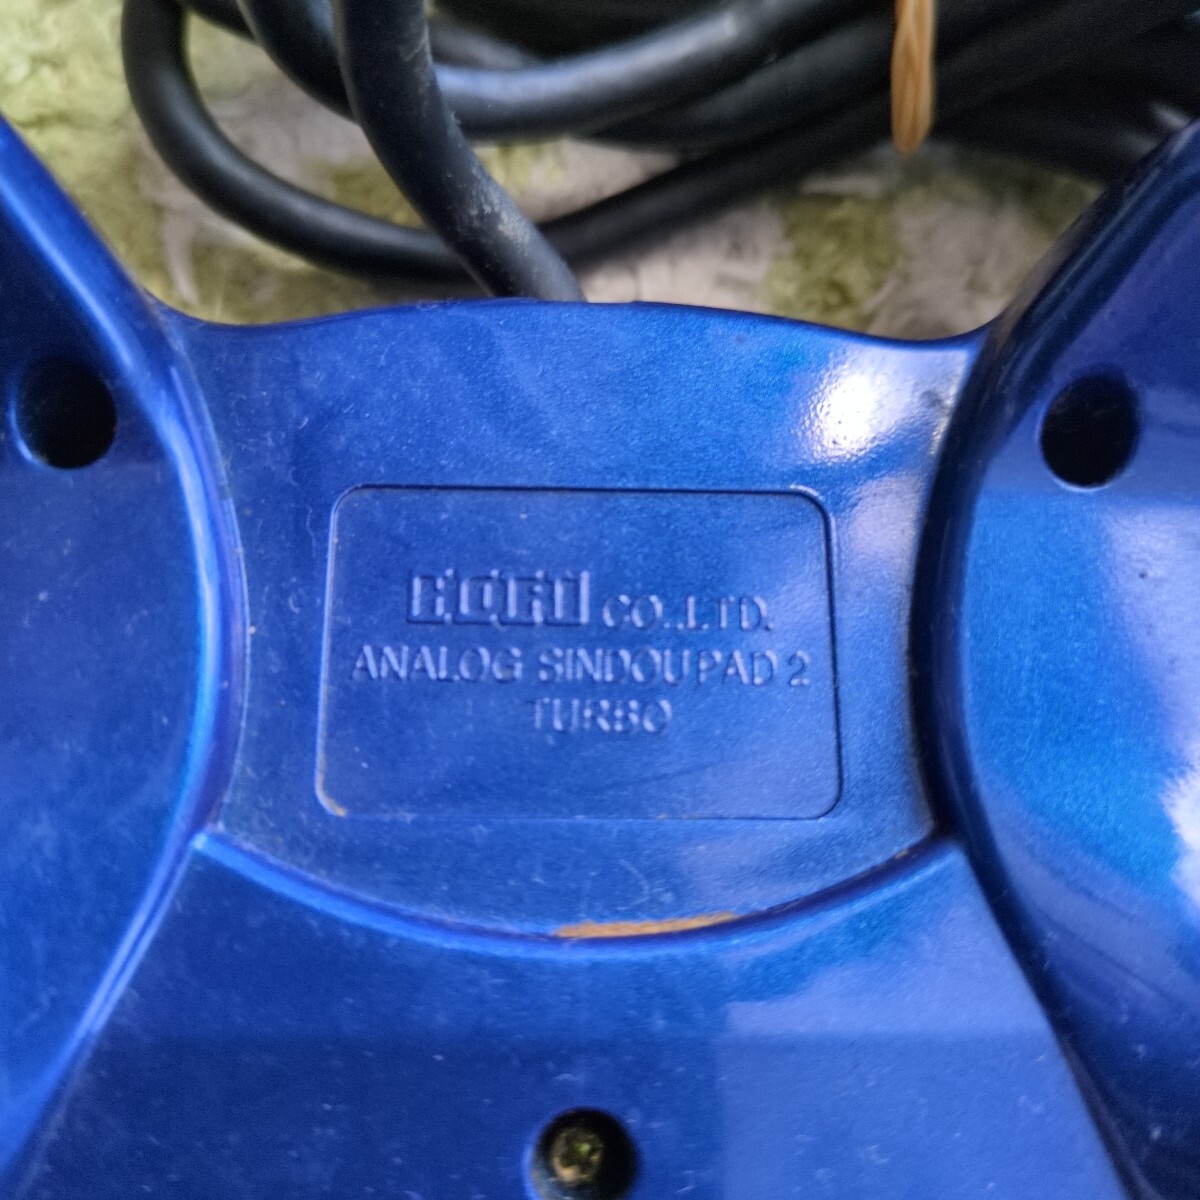 HORI CO.,LTD.
ANALOG SINDOU PAD 2
TURBO